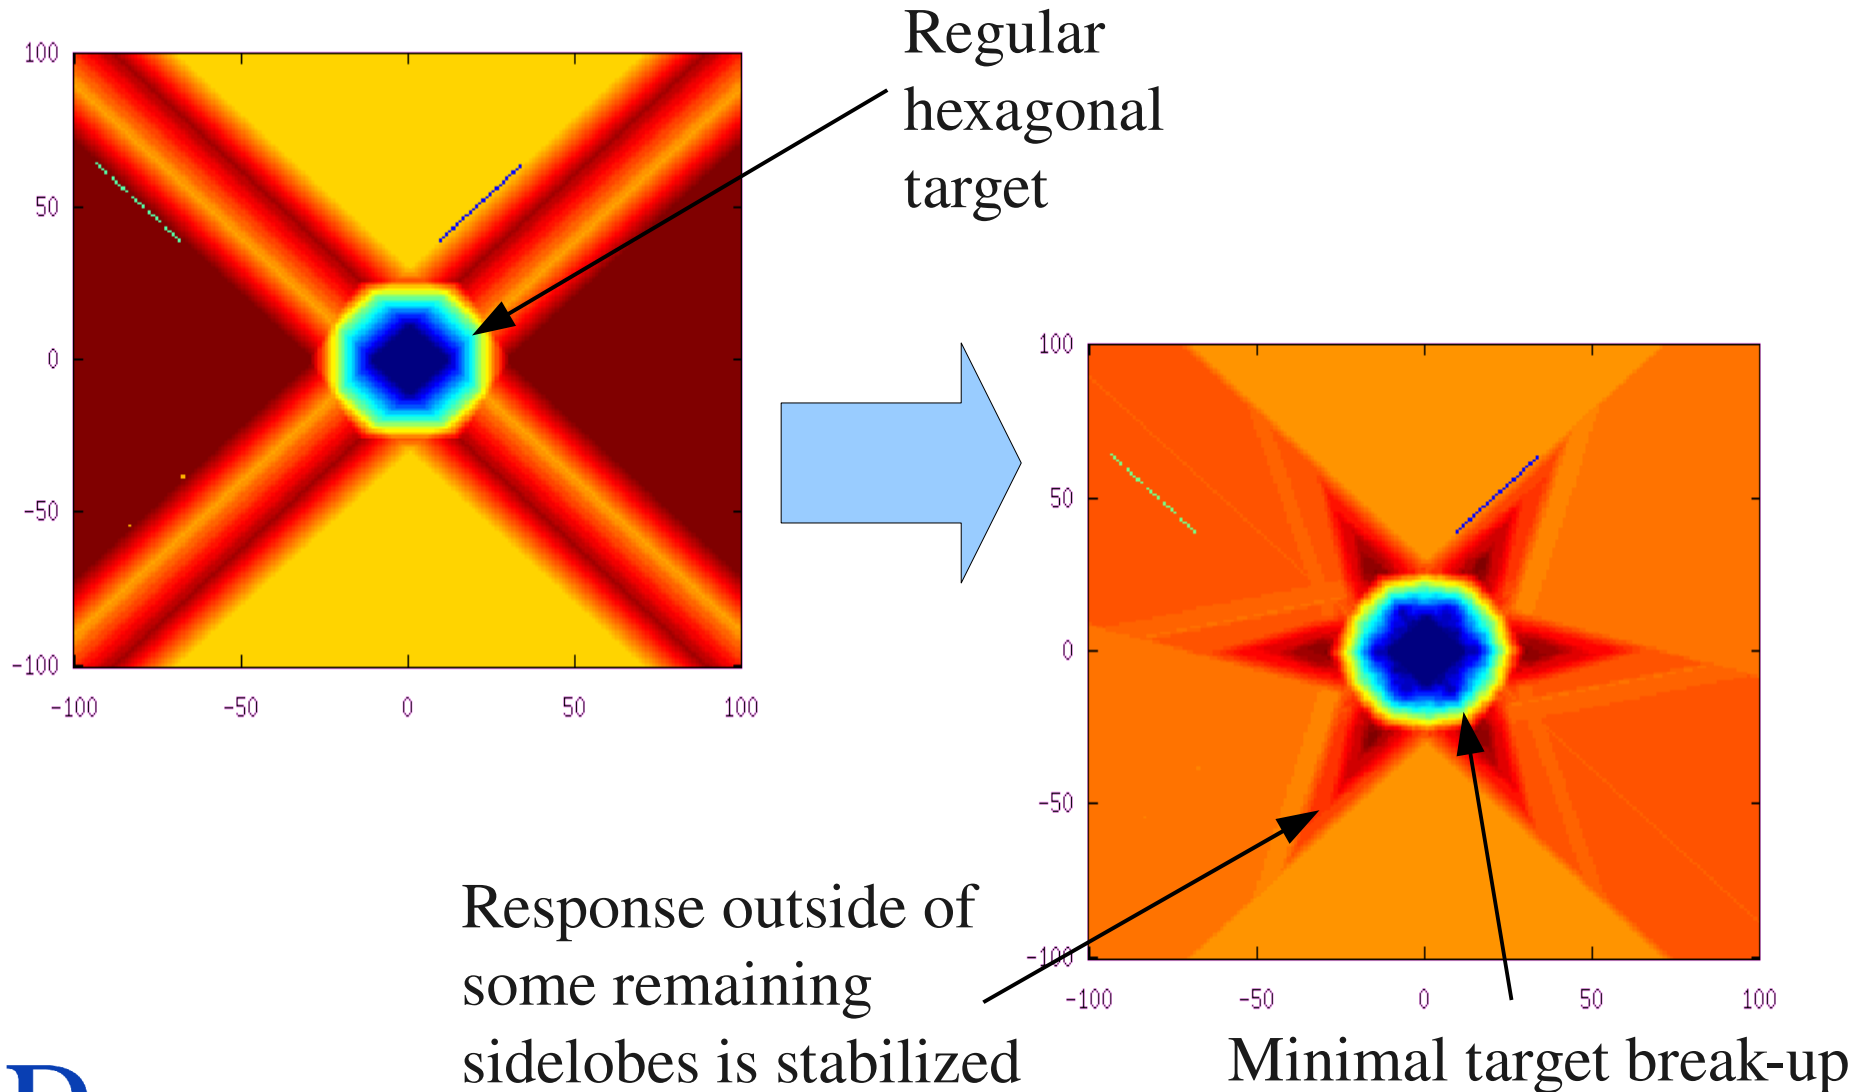 Regular
hexagonal
target
100
50
0
-50
-100
-100 -50 0 50 100
100
50
0
-50
-100
-100 -50 0 50 100
Response outside of
some remaining
sidelobes is stabilized
Minimal target break-up